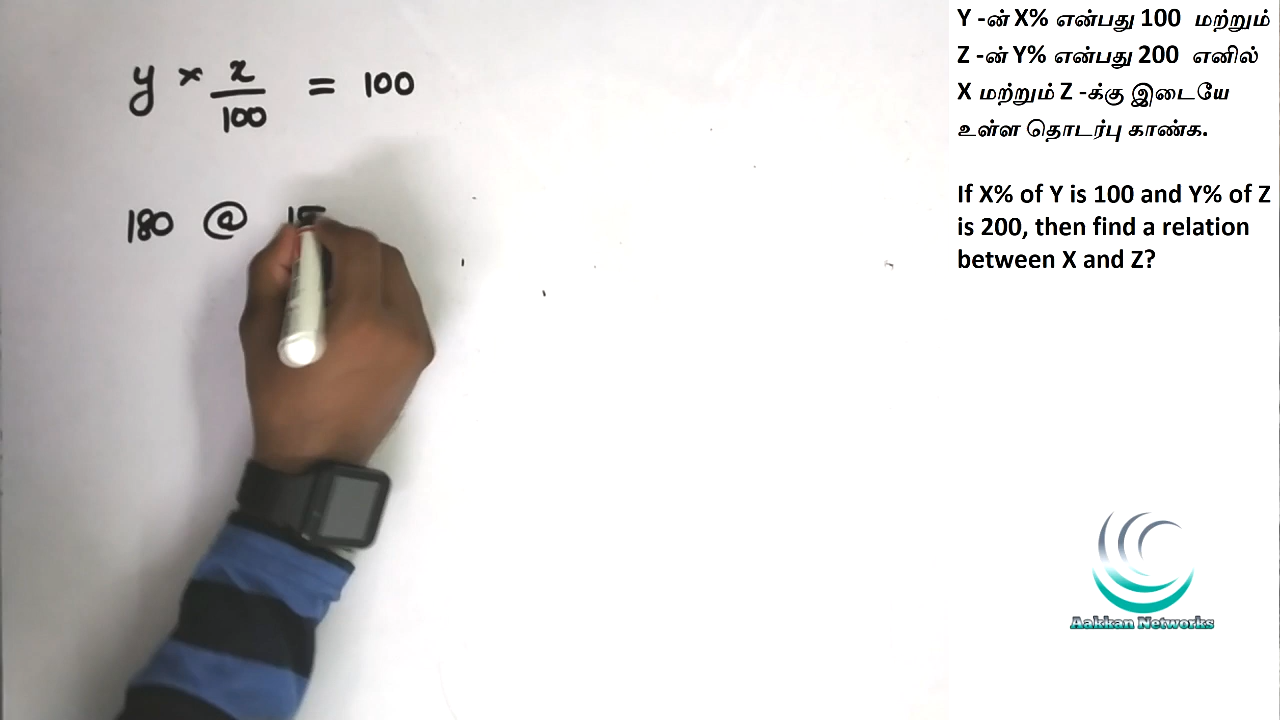 y × x/100 = 100
180 @
Y -ன் X% என்பது 100 மற்றும்
Z -ன் Y% என்பது 200 எனில்
X மற்றும் Z -க்கு இடையே
உள்ள தொடர்பு காண்க.
If X% of Y is 100 and Y% of Z
is 200, then find a relation
between X and Z?
Aakkan Networks